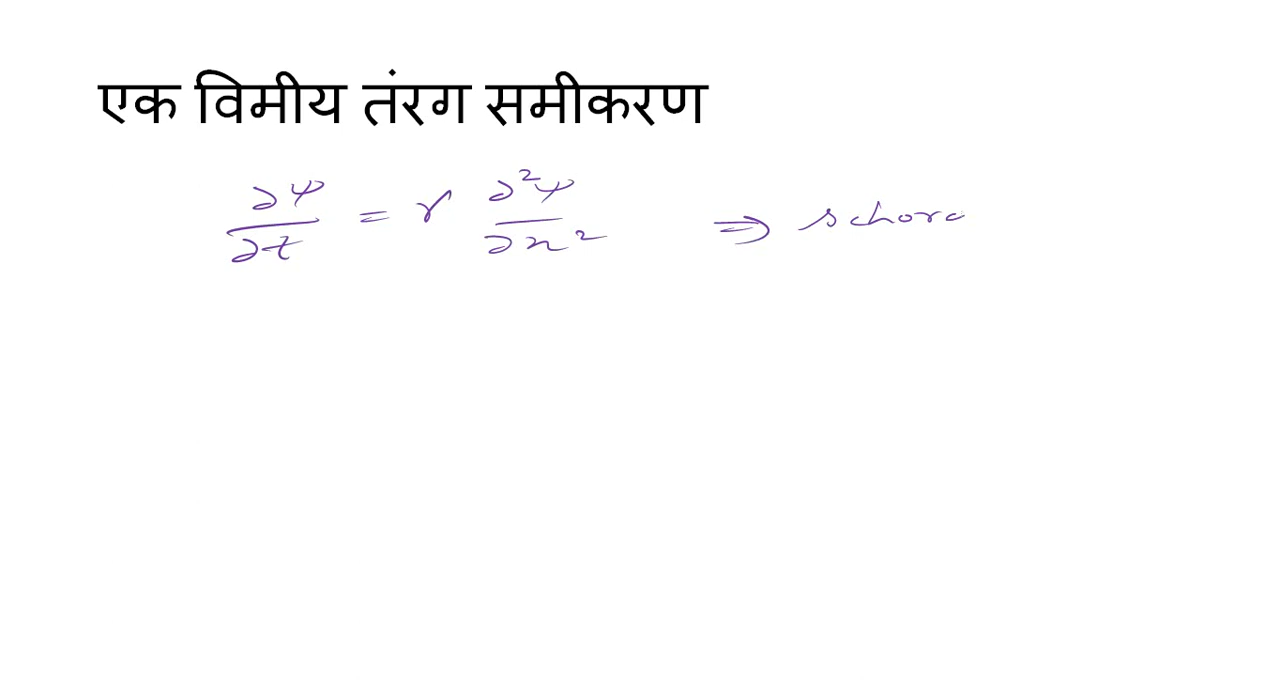 एक विमीय तंरग समीकरण
∂ψ/∂t = γ ∂²ψ/∂x² ⇒ schoro